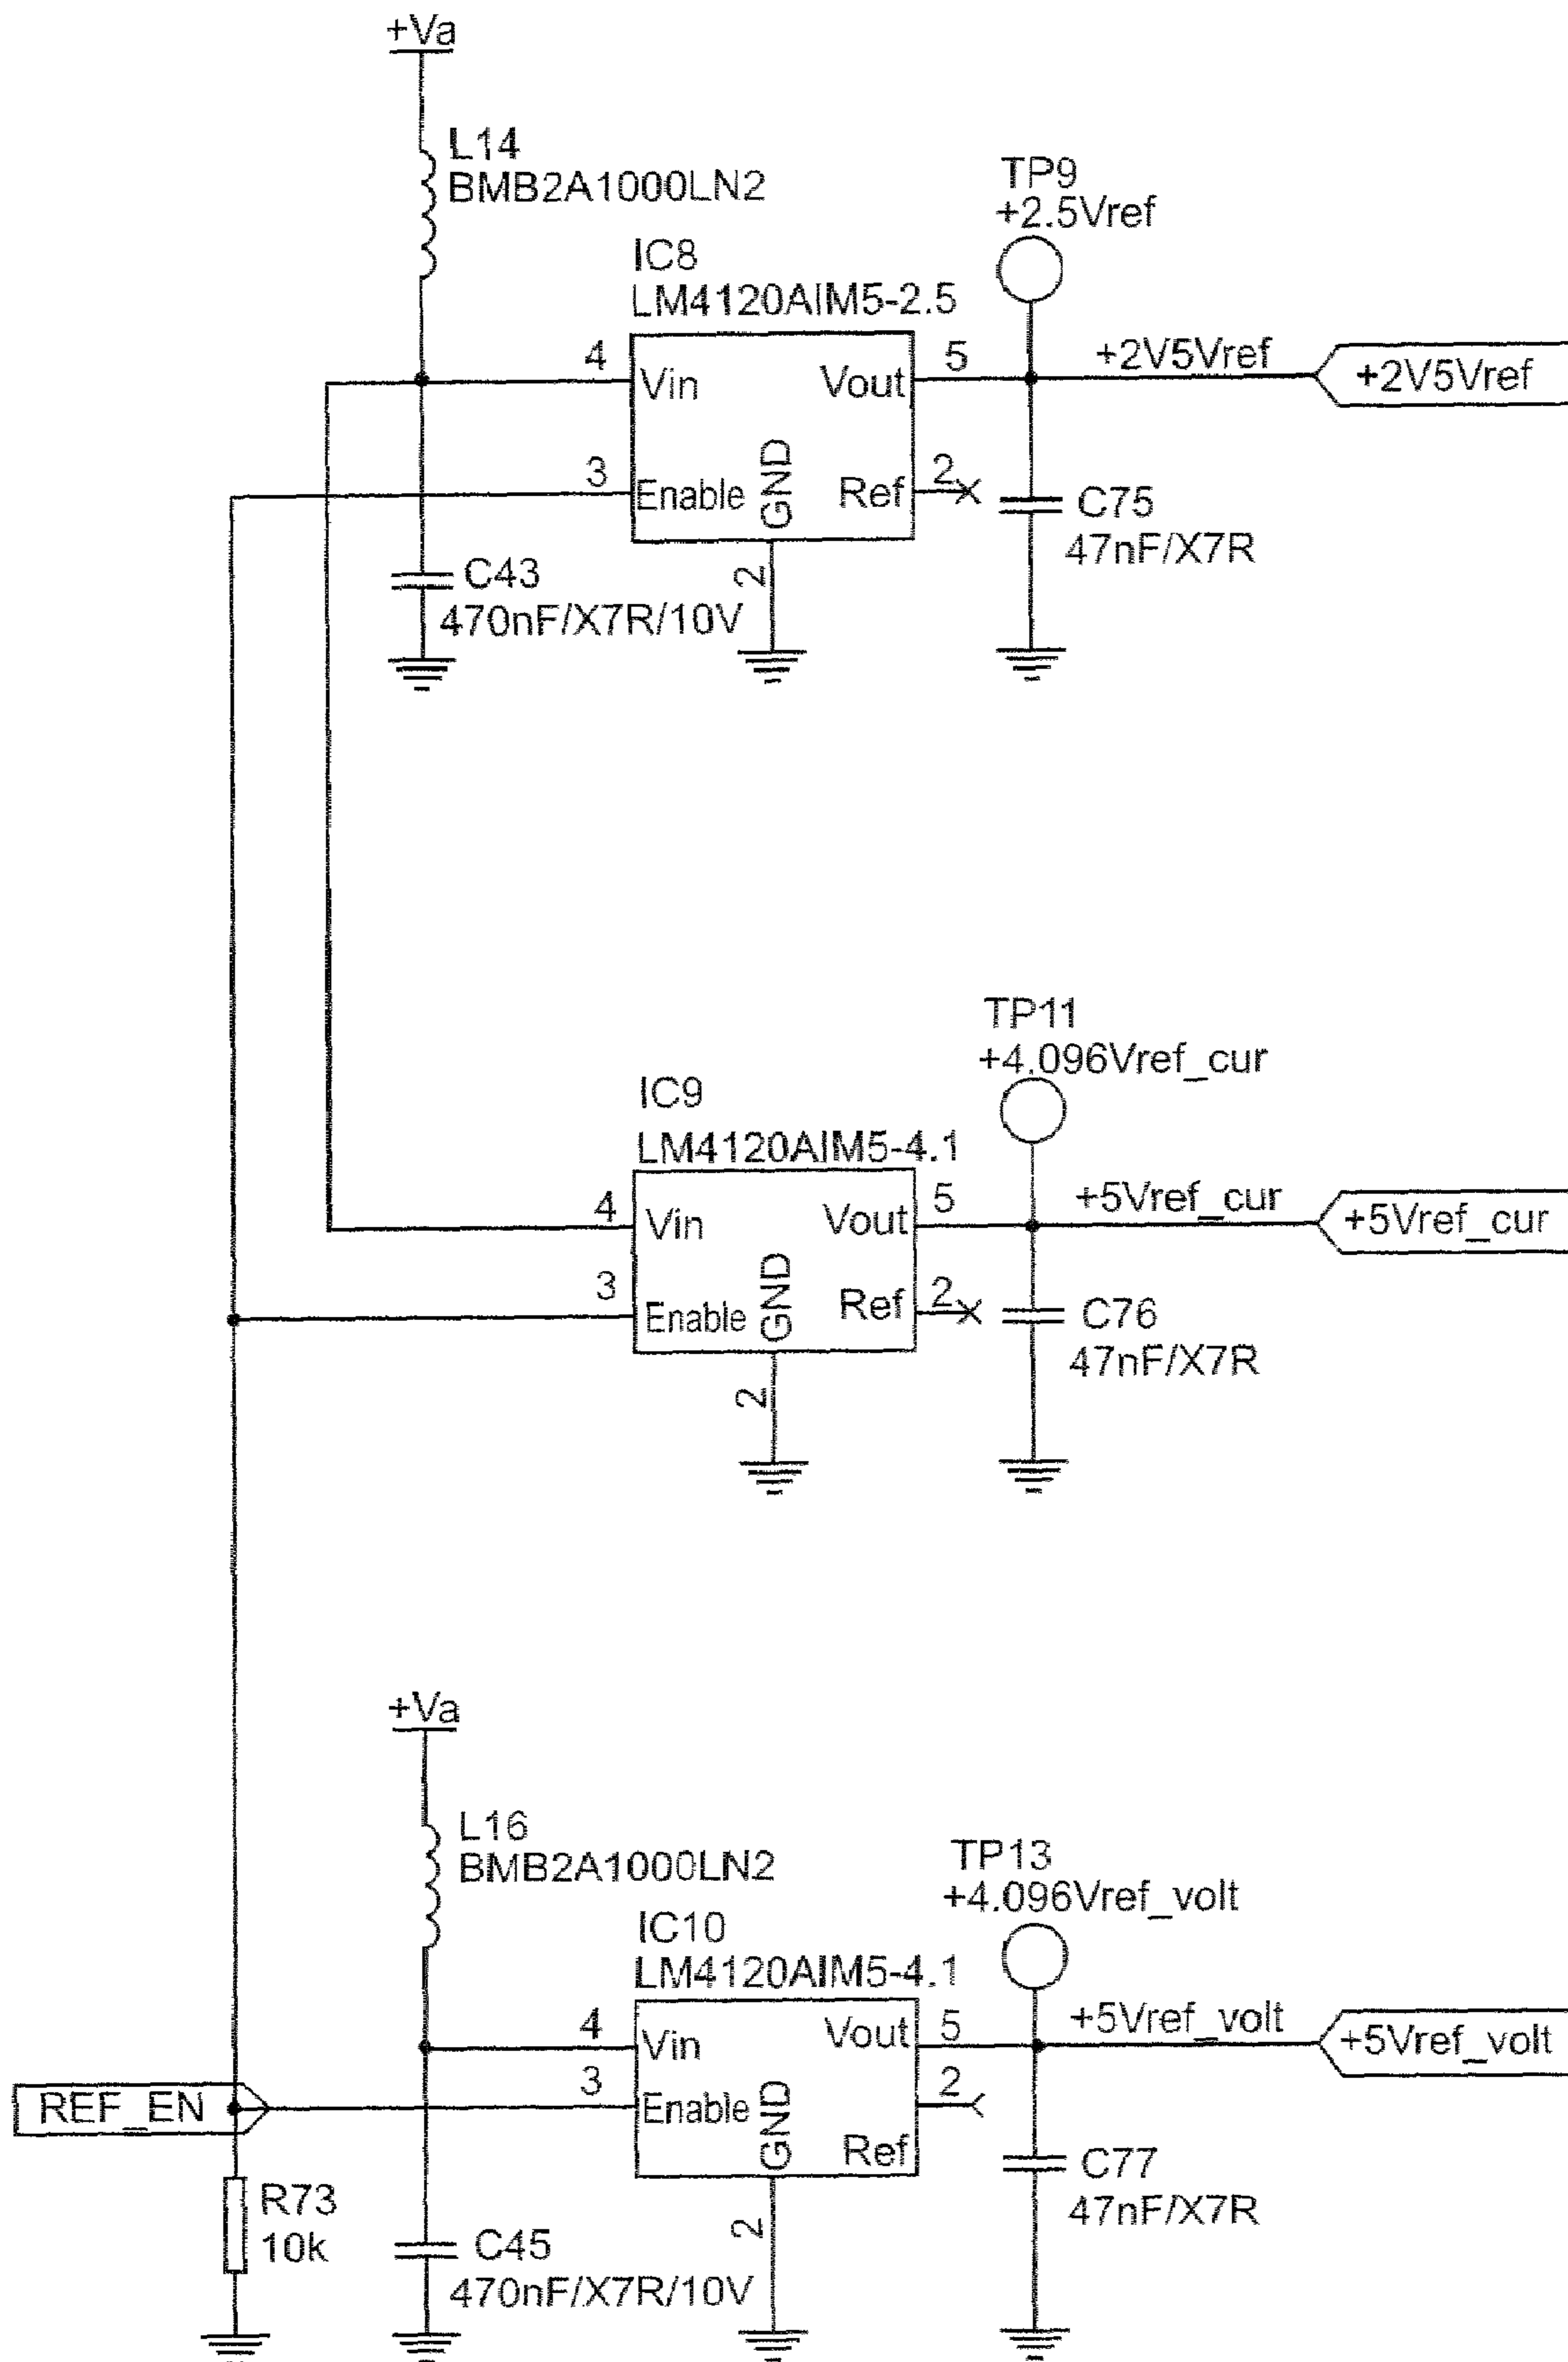 +Va
L14
BMB2A1000LN2
TP9
+2.5Vref
IC8
LM4120AIM5-2.5
4
Vin
Vout
5
+2V5Vref
+2V5Vref
3
Enable
GND
Ref
2
2
C75
47nF/X7R
C43
470nF/X7R/10V
TP11
+4.096Vref_cur
IC9
LM4120AIM5-4.1
4
Vin
Vout
5
+5Vref_cur
+5Vref_cur
3
Enable
GND
Ref
2
2
C76
47nF/X7R
+Va
L16
BMB2A1000LN2
TP13
+4.096Vref_volt
IC10
LM4120AIM5-4.1
4
Vin
Vout
5
+5Vref_volt
+5Vref_volt
REF_EN
3
Enable
GND
2
Ref
2
C77
47nF/X7R
R73
10k
C45
470nF/X7R/10V